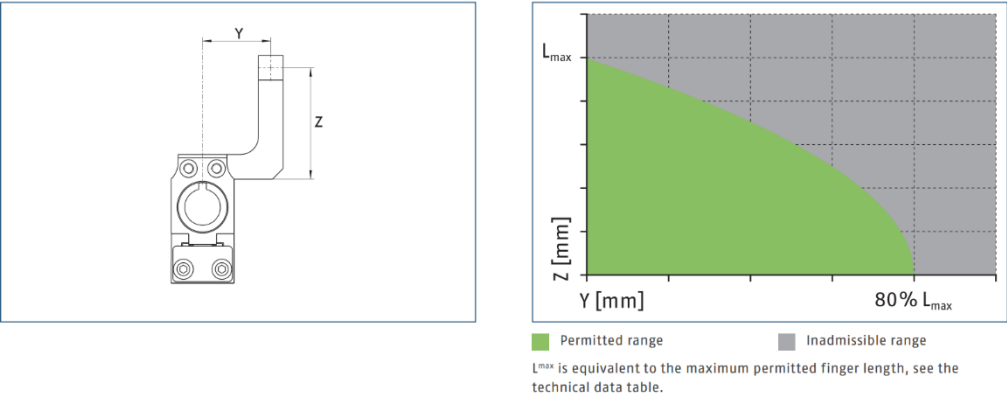 Y
Z
Lmax
Z [mm]
Y [mm]
80% Lmax
Permitted range
Inadmissible range
Lmax is equivalent to the maximum permitted finger length, see the
technical data table.